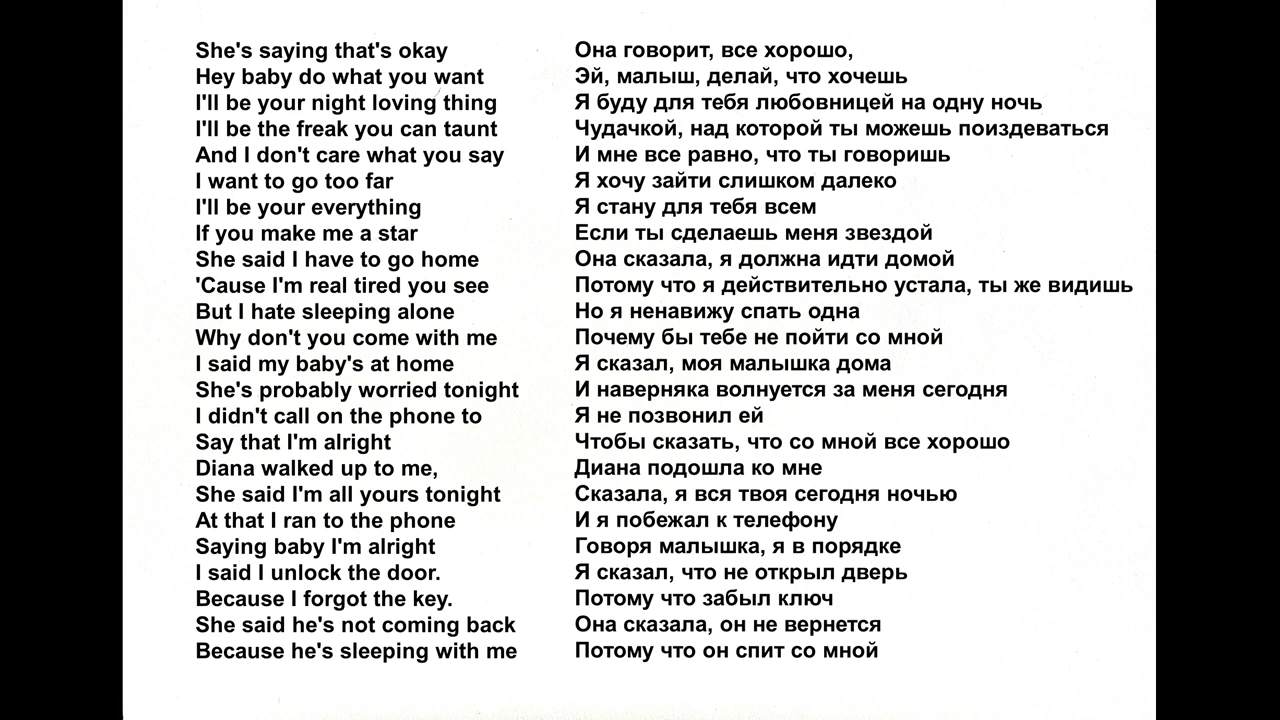 She's saying that's okay
Hey baby do what you want
I'll be your night loving thing
I'll be the freak you can taunt
And I don't care what you say
I want to go too far
I'll be your everything
If you make me a star
She said I have to go home
'Cause I'm real tired you see
But I hate sleeping alone
Why don't you come with me
I said my baby's at home
She's probably worried tonight
I didn't call on the phone to
Say that I'm alright
Diana walked up to me,
She said I'm all yours tonight
At that I ran to the phone
Saying baby I'm alright
I said I unlock the door.
Because I forgot the key.
She said he's not coming back
Because he's sleeping with me
Она говорит, все хорошо,
Эй, малыш, делай, что хочешь
Я буду для тебя любовницей на одну ночь
Чудачкой, над которой ты можешь поиздеваться
И мне все равно, что ты говоришь
Я хочу зайти слишком далеко
Я стану для тебя всем
Если ты сделаешь меня звездой
Она сказала, я должна идти домой
Потому что я действительно устала, ты же видишь
Но я ненавижу спать одна
Почему бы тебе не пойти со мной
Я сказал, моя малышка дома
И наверняка волнуется за меня сегодня
Я не позвонил ей
Чтобы сказать, что со мной все хорошо
Диана подошла ко мне
Сказала, я вся твоя сегодня ночью
И я побежал к телефону
Говоря малышка, я в порядке
Я сказал, что не открыл дверь
Потому что забыл ключ
Она сказала, он не вернется
Потому что он спит со мной